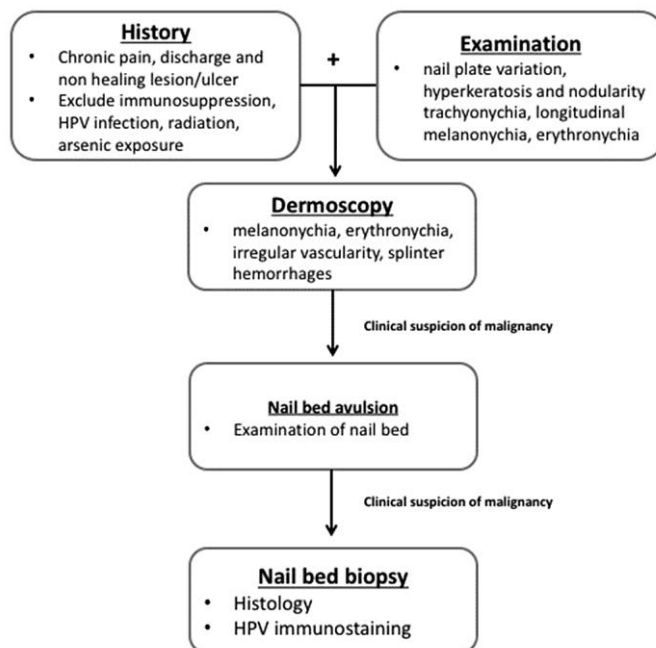 History
• Chronic pain, discharge and
non healing lesion/ulcer
• Exclude immunosuppression,
HPV infection, radiation,
arsenic exposure
+
Examination
• nail plate variation,
hyperkeratosis and nodularity
trachyonychia, longitudinal
melanonychia, erythronychia
Dermoscopy
• melanonychia, erythronychia,
irregular vascularity, splinter
hemorrhages
Clinical suspicion of malignancy
Nail bed avulsion
• Examination of nail bed
Clinical suspicion of malignancy
Nail bed biopsy
• Histology
• HPV immunostaining